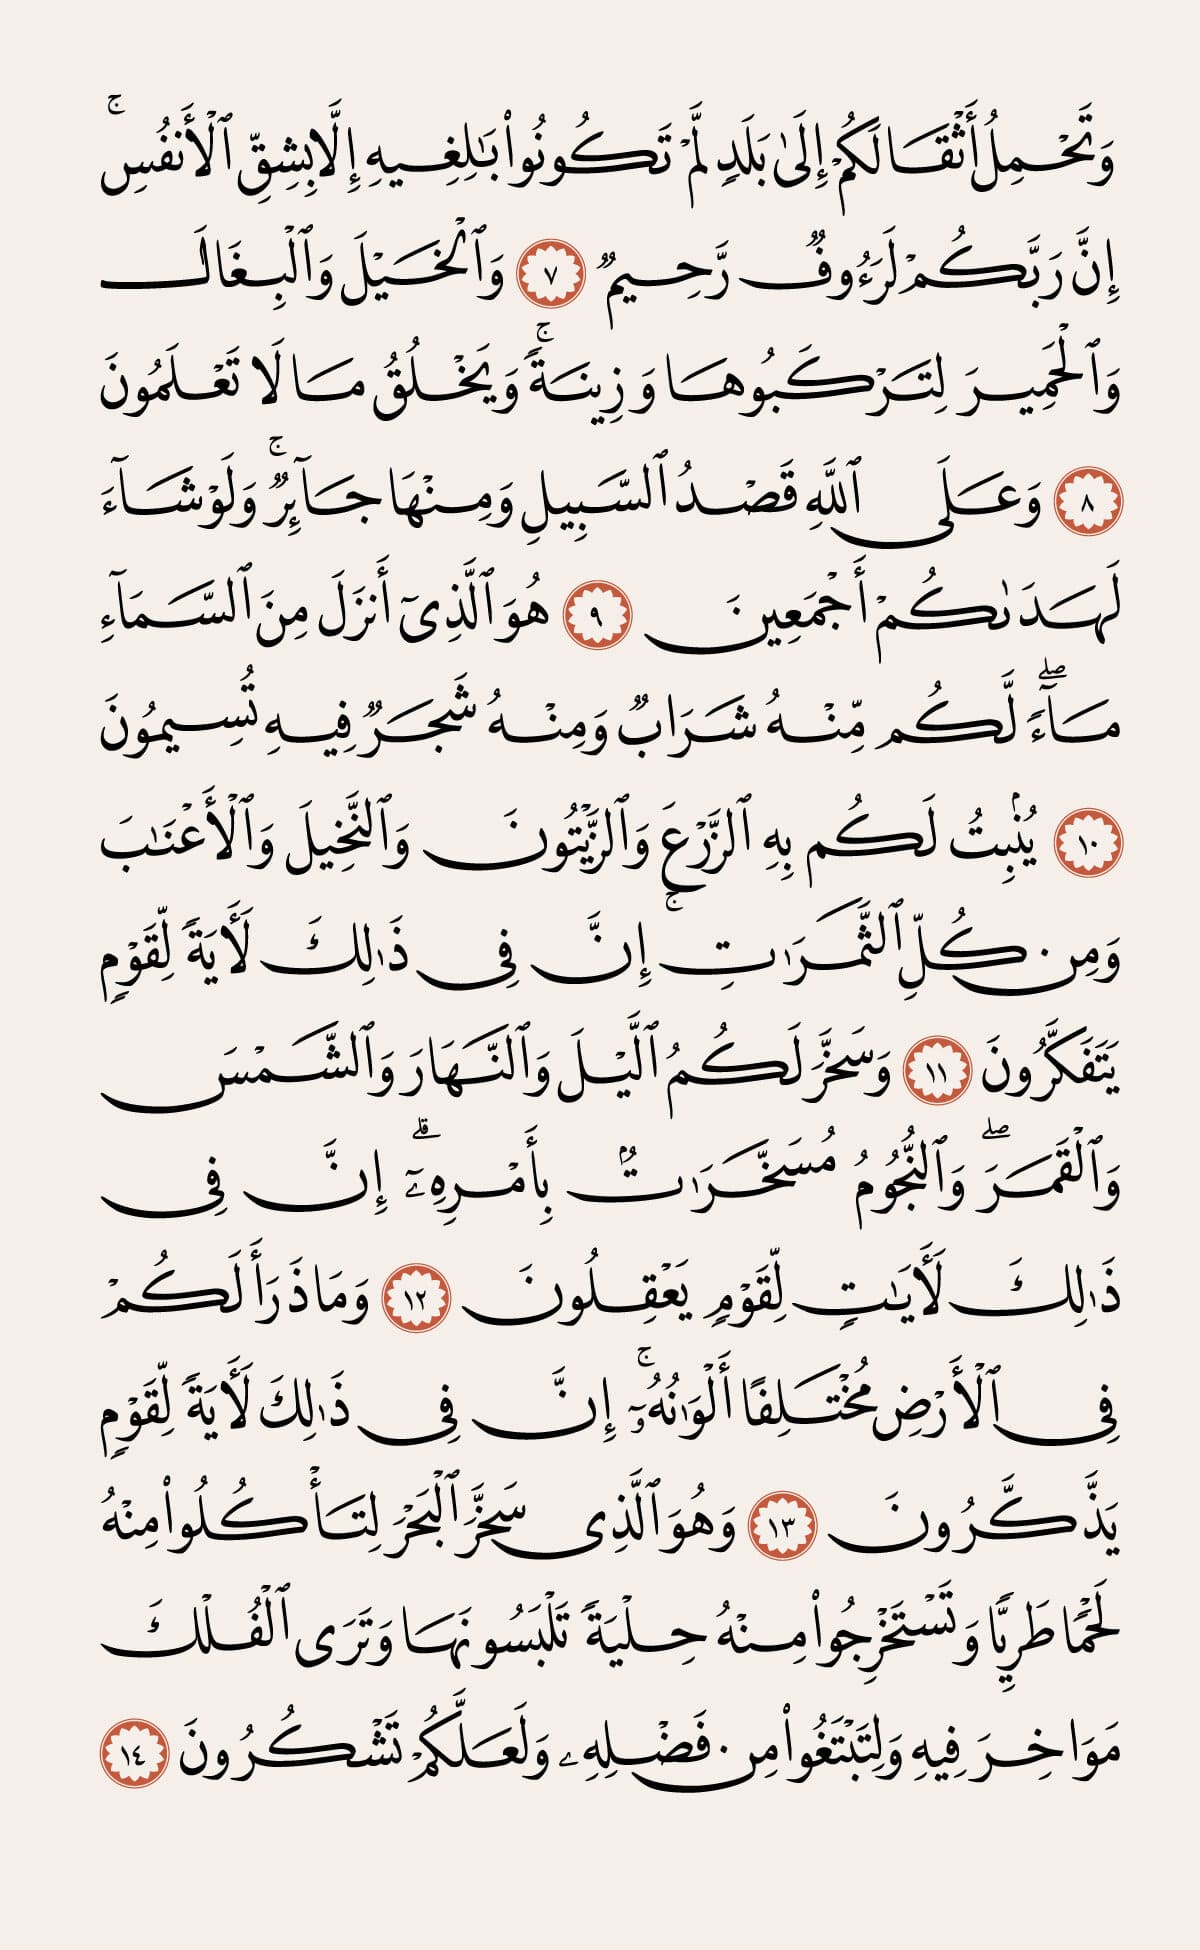 وَتَحْمِلُ أَثْقَالَكُمْ إِلَىٰ بَلَدٍ لَّمْ تَكُونُوا۟ بَـٰلِغِيهِ إِلَّا بِشِقِّ ٱلْأَنفُسِ ۚ
إِنَّ رَبَّكُمْ لَرَءُوفٌ رَّحِيمٌ ٧ وَٱلْخَيْلَ وَٱلْبِغَالَ
وَٱلْحَمِيرَ لِتَرْكَبُوهَا وَزِينَةً ۚ وَيَخْلُقُ مَا لَا تَعْلَمُونَ
٨ وَعَلَى ٱللَّهِ قَصْدُ ٱلسَّبِيلِ وَمِنْهَا جَآئِرٌ ۚ وَلَوْ شَآءَ
لَهَدَىٰكُمْ أَجْمَعِينَ ٩ هُوَ ٱلَّذِىٓ أَنزَلَ مِنَ ٱلسَّمَآءِ
مَآءً ۖ لَّكُم مِّنْهُ شَرَابٌ وَمِنْهُ شَجَرٌ فِيهِ تُسِيمُونَ
١٠ يُنۢبِتُ لَكُم بِهِ ٱلزَّرْعَ وَٱلزَّيْتُونَ وَٱلنَّخِيلَ وَٱلْأَعْنَـٰبَ
وَمِن كُلِّ ٱلثَّمَرَٰتِ ۚ إِنَّ فِى ذَٰلِكَ لَـَٔايَةً لِّقَوْمٍ
يَتَفَكَّرُونَ ١١ وَسَخَّرَ لَكُمُ ٱلَّيْلَ وَٱلنَّهَارَ وَٱلشَّمْسَ
وَٱلْقَمَرَ ۖ وَٱلنُّجُومُ مُسَخَّرَٰتٌۢ بِأَمْرِهِۦٓ ۗ إِنَّ فِى
ذَٰلِكَ لَـَٔايَـٰتٍ لِّقَوْمٍ يَعْقِلُونَ ١٢ وَمَا ذَرَأَ لَكُمْ
فِى ٱلْأَرْضِ مُخْتَلِفًا أَلْوَٰنُهُۥٓ ۚ إِنَّ فِى ذَٰلِكَ لَـَٔايَةً لِّقَوْمٍ
يَذَّكَّرُونَ ١٣ وَهُوَ ٱلَّذِى سَخَّرَ ٱلْبَحْرَ لِتَأْكُلُوا۟ مِنْهُ
لَحْمًا طَرِيًّا وَتَسْتَخْرِجُوا۟ مِنْهُ حِلْيَةً تَلْبَسُونَهَا وَتَرَى ٱلْفُلْكَ
مَوَاخِرَ فِيهِ وَلِتَبْتَغُوا۟ مِن فَضْلِهِۦ وَلَعَلَّكُمْ تَشْكُرُونَ ١٤